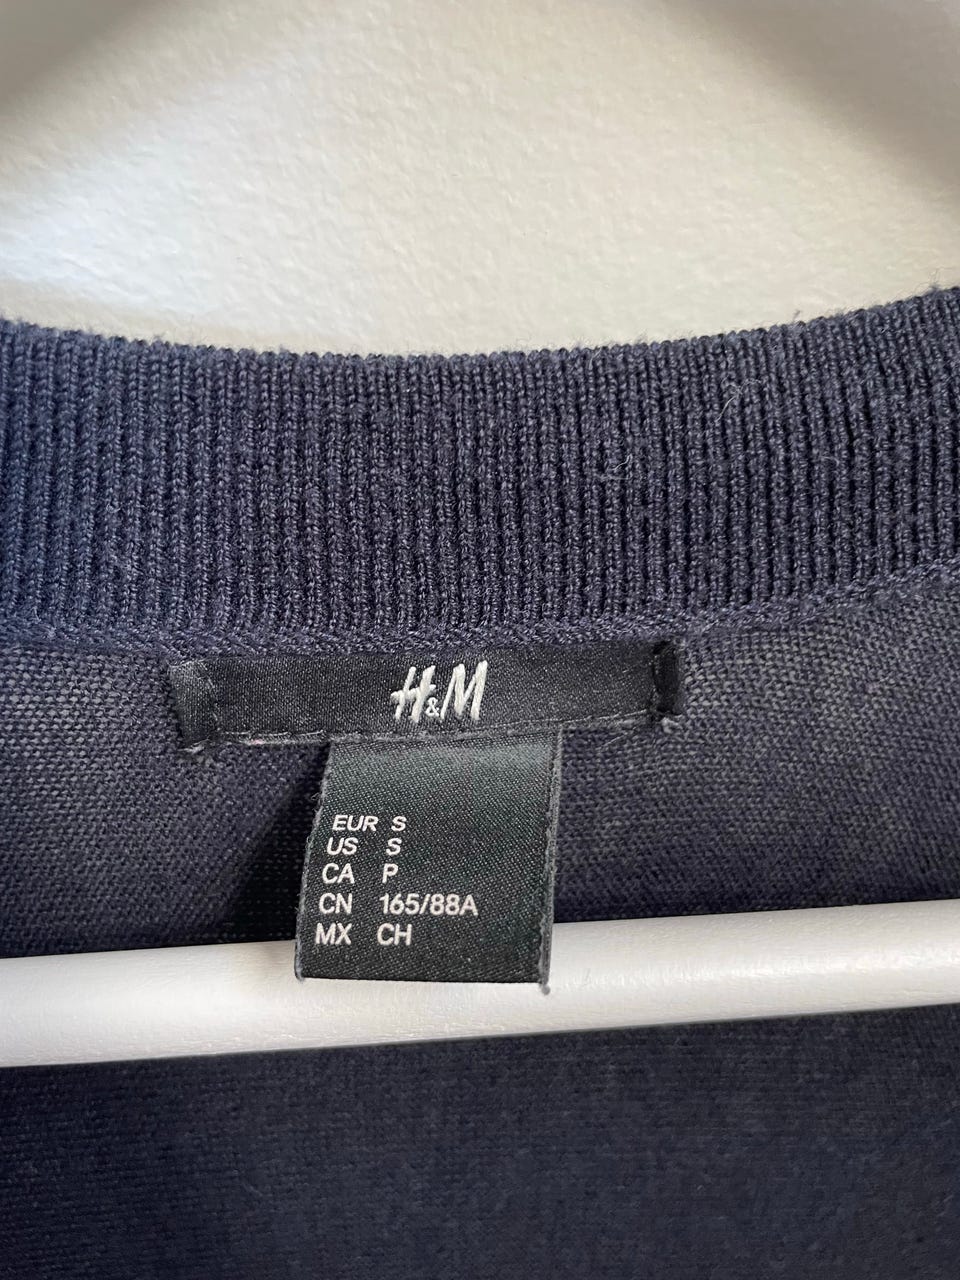 H&M
EUR S
US S
CA P
CN 165/88A
MX CH